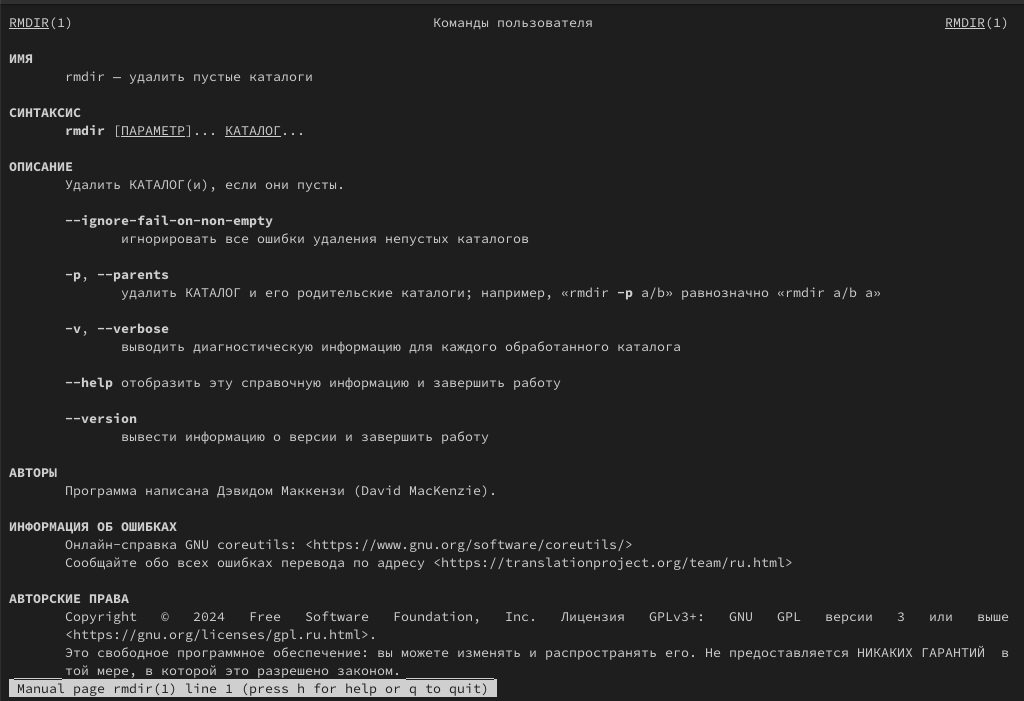 RMDIR(1) Команды пользователя RMDIR(1)
ИМЯ
rmdir — удалить пустые каталоги
СИНТАКСИС
rmdir [ПАРАМЕТР]... КАТАЛОГ...
ОПИСАНИЕ
Удалить КАТАЛОГ(и), если они пусты.
--ignore-fail-on-non-empty
игнорировать все ошибки удаления непустых каталогов
-p, --parents
удалить КАТАЛОГ и его родительские каталоги; например, «rmdir -p a/b» равнозначно «rmdir a/b a»
-v, --verbose
выводить диагностическую информацию для каждого обработанного каталога
--help отобразить эту справочную информацию и завершить работу
--version
вывести информацию о версии и завершить работу
АВТОРЫ
Программа написана Дэвидом Маккензи (David MacKenzie).
ИНФОРМАЦИЯ ОБ ОШИБКАХ
Онлайн-справка GNU coreutils: <https://www.gnu.org/software/coreutils/>
Сообщайте обо всех ошибках перевода по адресу <https://translationproject.org/team/ru.html>
АВТОРСКИЕ ПРАВА
Copyright © 2024 Free Software Foundation, Inc. Лицензия GPLv3+: GNU GPL версии 3 или выше
<https://gnu.org/licenses/gpl.ru.html>.
Это свободное программное обеспечение: вы можете изменять и распространять его. Не предоставляется НИКАКИХ ГАРАНТИЙ в
той мере, в которой это разрешено законом.
Manual page rmdir(1) line 1 (press h for help or q to quit)